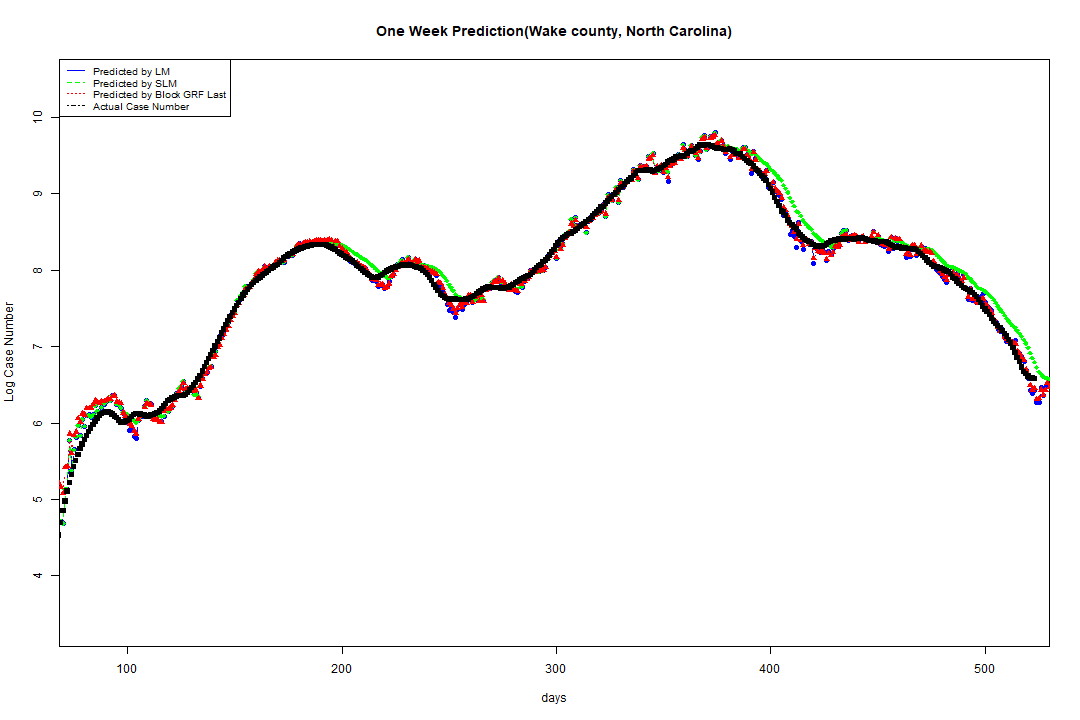 One Week Prediction(Wake county, North Carolina)
Predicted by LM
Predicted by SLM
Predicted by Block GRF Last
Actual Case Number
10
9
8
7
6
5
4
Log Case Number
100 200 300 400 500
days